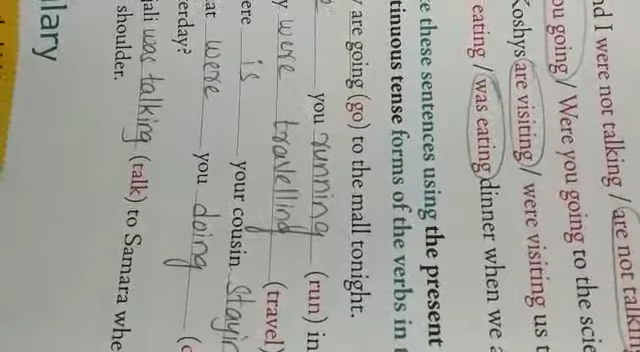 nd I were not talking / are not talkin
ou going / Were you going to the scie
Koshys are visiting / were visiting us t
eating / was eating dinner when we a
te these sentences using the present
tinuous tense forms of the verbs in
y are going (go) to the mall tonight.
you running (run) in
y were travelling (travel)
ere is your cousin stayin
at were you doing
erday?
jali was talking (talk) to Samara whe
shoulder.
lary